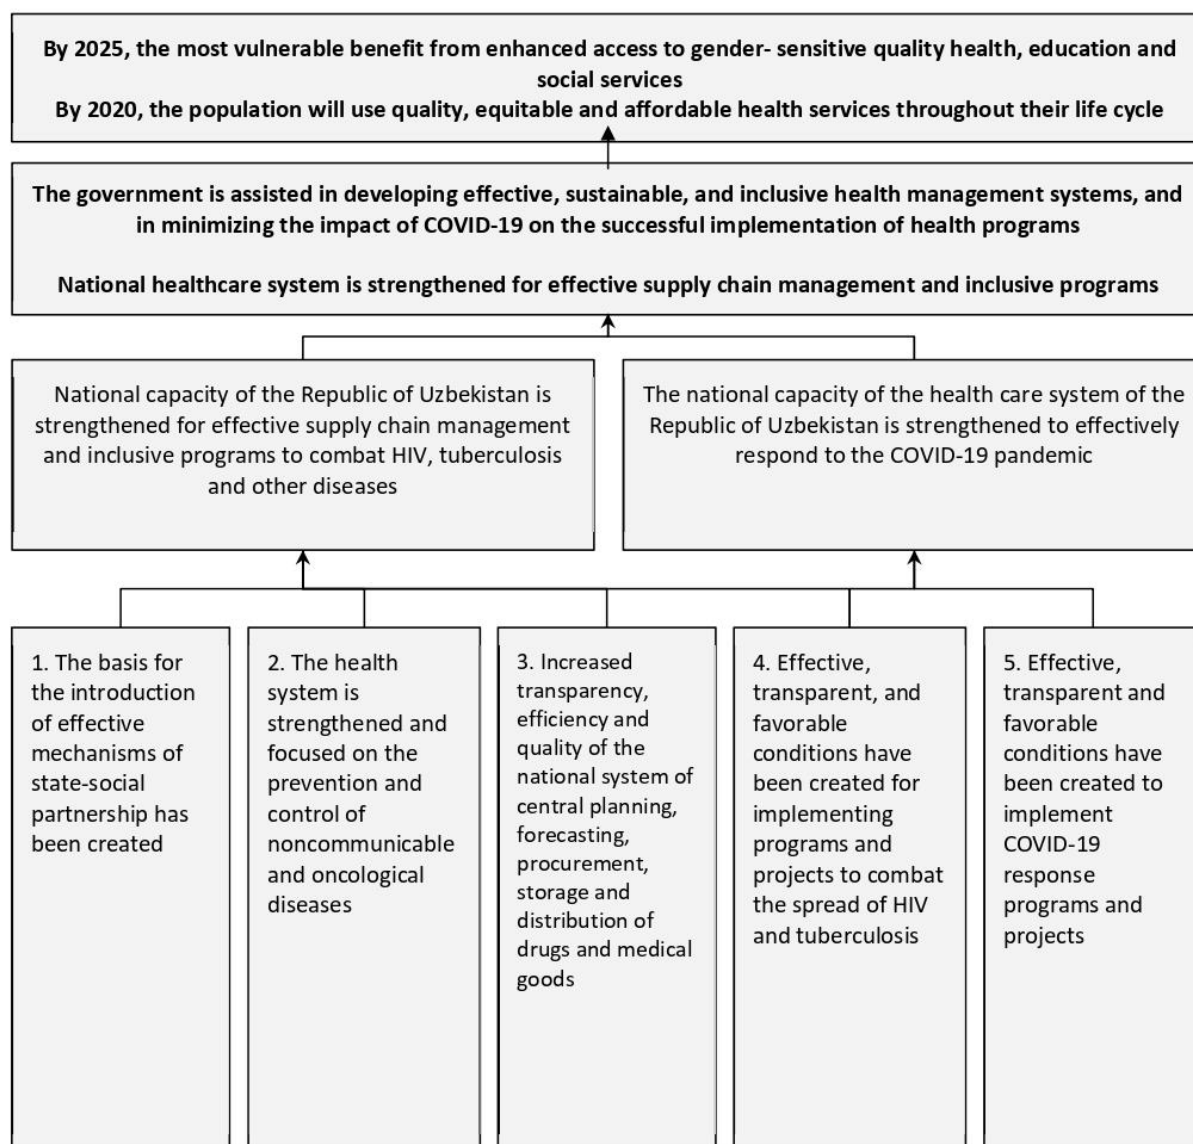 By 2025, the most vulnerable benefit from enhanced access to gender- sensitive quality health, education and
social services
By 2020, the population will use quality, equitable and affordable health services throughout their life cycle
The government is assisted in developing effective, sustainable, and inclusive health management systems, and
in minimizing the impact of COVID-19 on the successful implementation of health programs
National healthcare system is strengthened for effective supply chain management and inclusive programs
National capacity of the Republic of Uzbekistan is
strengthened for effective supply chain management
and inclusive programs to combat HIV, tuberculosis
and other diseases
The national capacity of the health care system of the
Republic of Uzbekistan is strengthened to effectively
respond to the COVID-19 pandemic
1. The basis for
the introduction
of effective
mechanisms of
state-social
partnership has
been created
2. The health
system is
strengthened and
focused on the
prevention and
control of
noncommunicable
and oncological
diseases
3. Increased
transparency,
efficiency and
quality of the
national system of
central planning,
forecasting,
procurement,
storage and
distribution of
drugs and medical
goods
4. Effective,
transparent, and
favorable
conditions have
been created for
implementing
programs and
projects to combat
the spread of HIV
and tuberculosis
5. Effective,
transparent and
favorable
conditions have
been created to
implement
COVID-19
response
programs and
projects